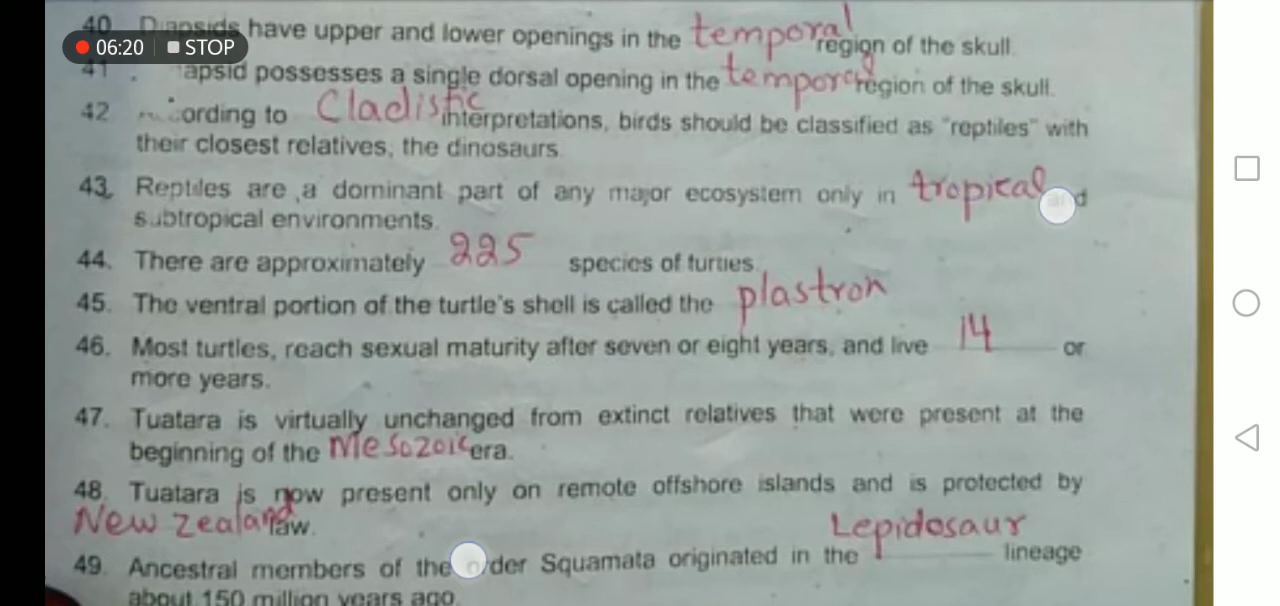 06:20 STOP
40. Diapsids have upper and lower openings in the temporal region of the skull.
41. apsid possesses a single dorsal opening in the temporal region of the skull.
42. ording to Cladistic interpretations, birds should be classified as "reptiles" with
their closest relatives, the dinosaurs.
43. Reptiles are a dominant part of any major ecosystem only in tropical and
subtropical environments.
44. There are approximately 225 species of turtles.
45. The ventral portion of the turtle's shell is called the plastron
46. Most turtles, reach sexual maturity after seven or eight years, and live 14 or
more years.
47. Tuatara is virtually unchanged from extinct relatives that were present at the
beginning of the Mesozoic era.
48. Tuatara is now present only on remote offshore islands and is protected by
New zealand law.
49. Ancestral members of the order Squamata originated in the Lepidosaur lineage
about 150 million years ago.